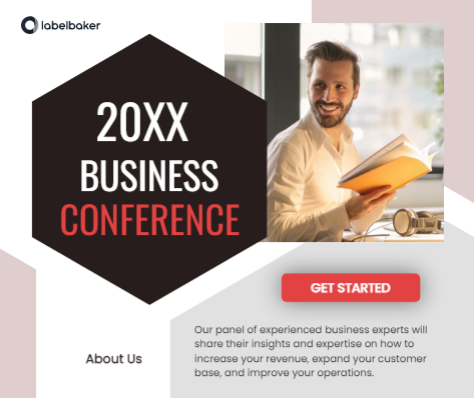 labelbaker
20XX
BUSINESS
CONFERENCE
GET STARTED
About Us
Our panel of experienced business experts will
share their insights and expertise on how to
increase your revenue, expand your customer
base, and improve your operations.